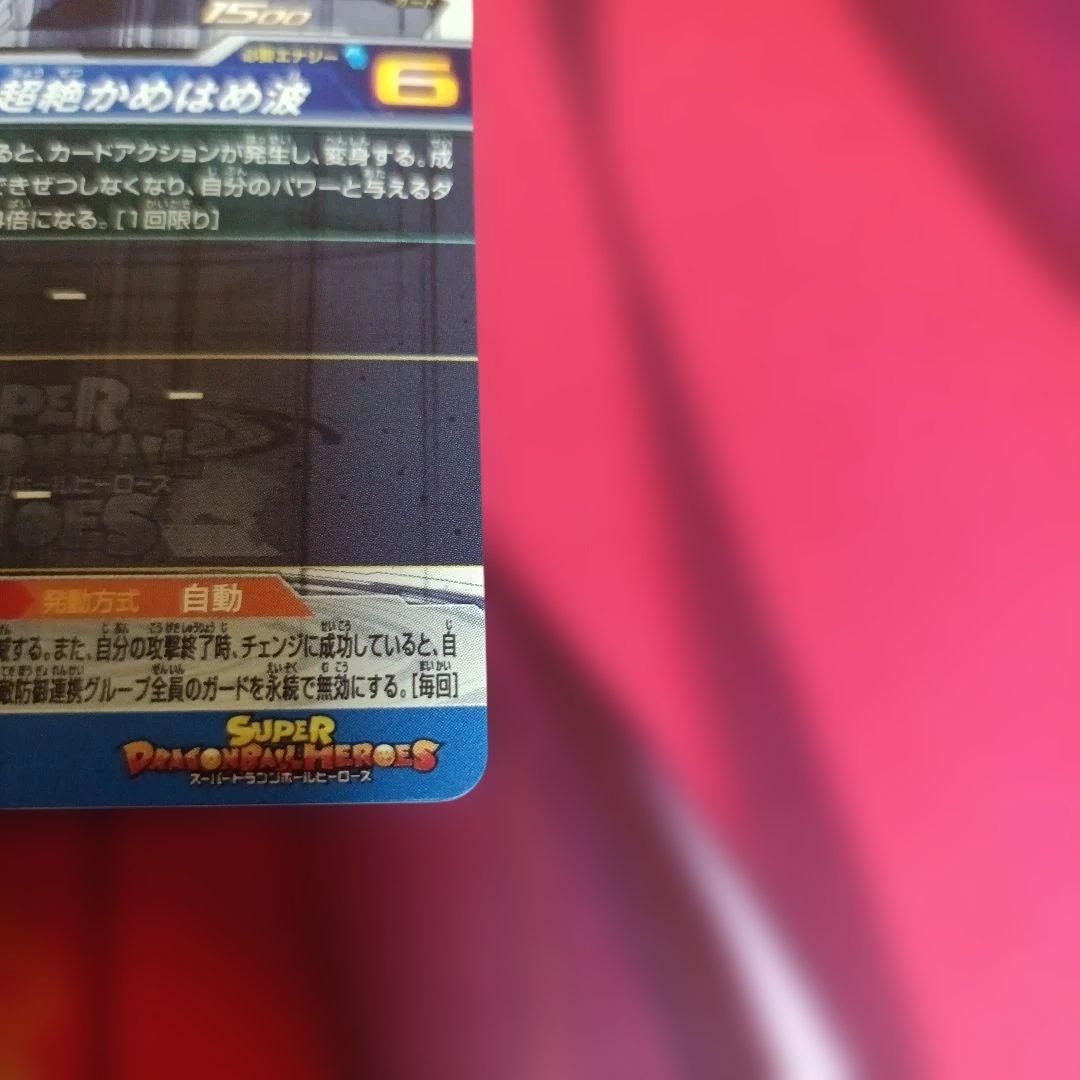 1500
ガード
必要エナジー
超絶かめはめ波 6
ると、カードアクションが発生し、変身する。成
できぜつしなくなり、自分のパワーと与えるダ
倍になる。[1回限り]
発動方式 自動
する。また、自分の攻撃終了時、チェンジに成功していると、自
敵防御連携グループ全員のガードを永続で無効にする。[毎回]
SUPER
DRAGONBALL HEROES
スーパードラゴンボールヒーローズ